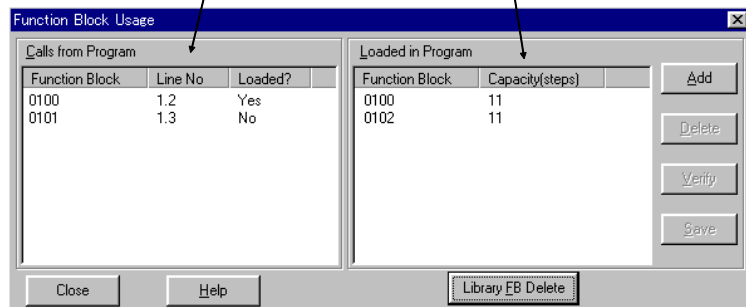 Function Block Usage
Calls from Program
Function Block Line No Loaded?
0100 1.2 Yes
0101 1.3 No
Loaded in Program
Function Block Capacity(steps)
0100 11
0102 11
Add
Delete
Verify
Save
Close
Help
Library FB Delete